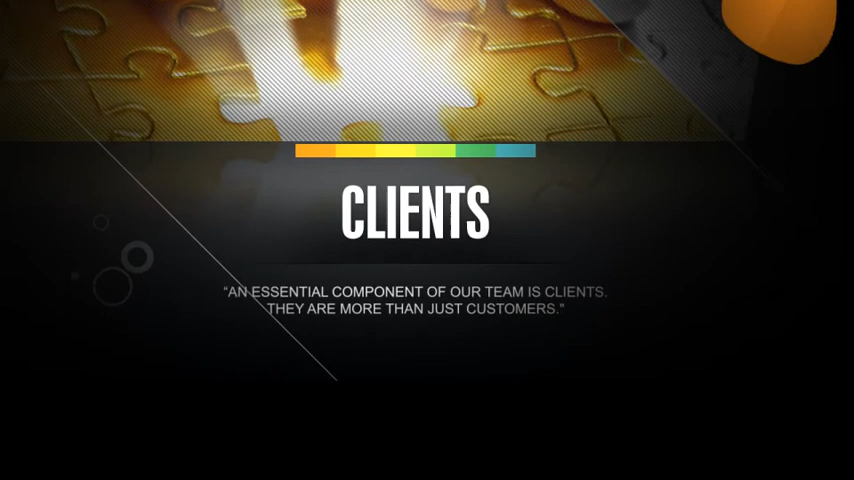 CLIENTS
"AN ESSENTIAL COMPONENT OF OUR TEAM IS CLIENTS.
THEY ARE MORE THAN JUST CUSTOMERS."